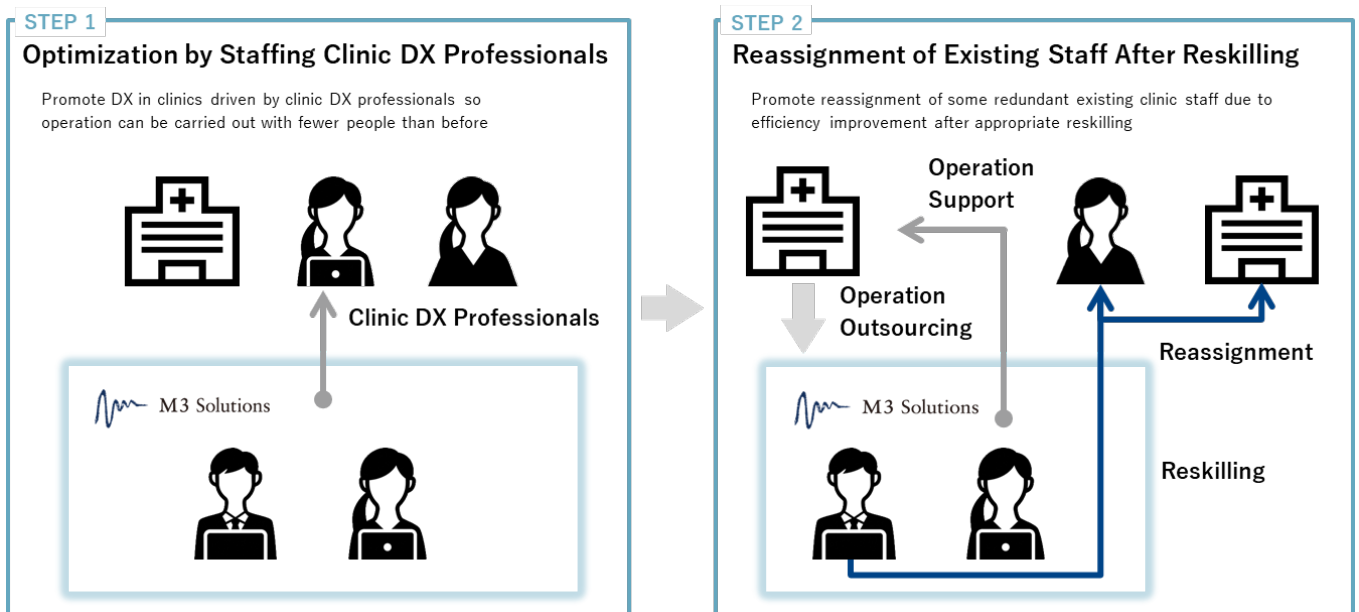 STEP 1
Optimization by Staffing Clinic DX Professionals
Promote DX in clinics driven by clinic DX professionals so
operation can be carried out with fewer people than before
Clinic DX Professionals
M3 Solutions
STEP 2
Reassignment of Existing Staff After Reskilling
Promote reassignment of some redundant existing clinic staff due to
efficiency improvement after appropriate reskilling
Operation
Support
Operation
Outsourcing
Reassignment
M3 Solutions
Reskilling